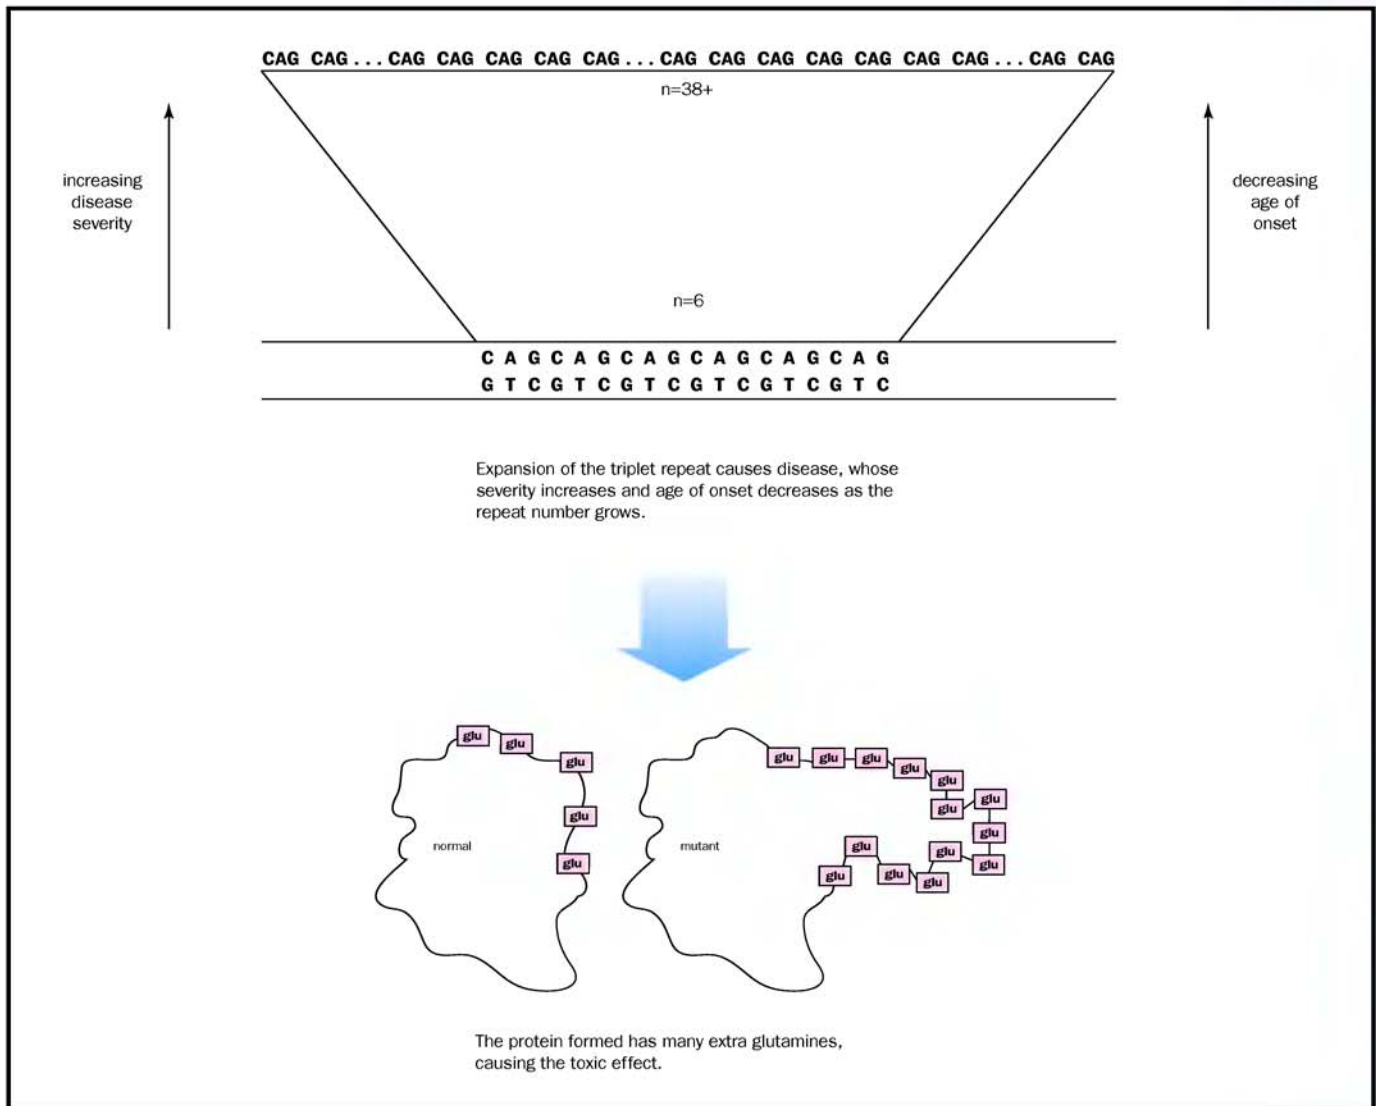 CAG CAG...CAG CAG CAG CAG CAG...CAG CAG CAG CAG CAG CAG CAG...CAG CAG
n=38+
increasing
disease
severity
decreasing
age of
onset
n=6
C A G C A G C A G C A G C A G C A G
G T C G T C G T C G T C G T C G T C
Expansion of the triplet repeat causes disease, whose
severity increases and age of onset decreases as the
repeat number grows.
glu
glu
glu
glu
glu
normal
glu
glu
glu
glu
glu
glu
glu
glu
glu
glu
glu
glu
glu
glu
mutant
The protein formed has many extra glutamines,
causing the toxic effect.